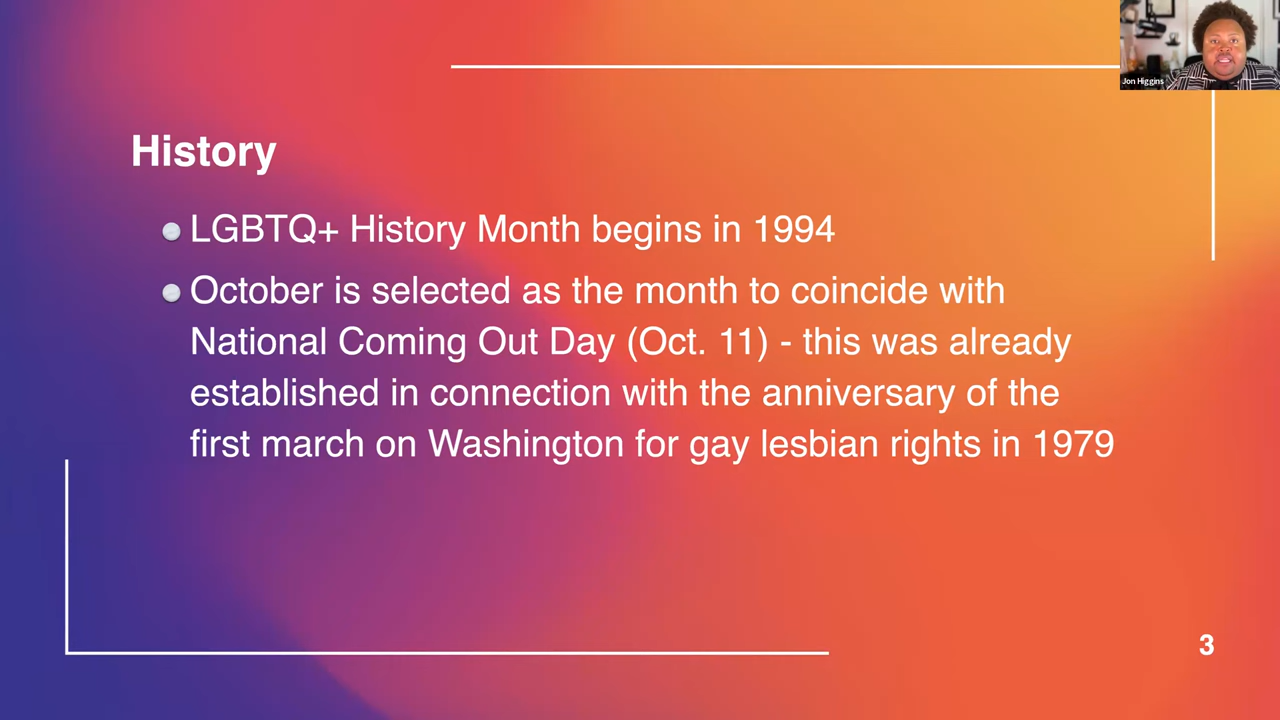 Jon Higgins
History
LGBTQ+ History Month begins in 1994
October is selected as the month to coincide with
National Coming Out Day (Oct. 11) - this was already
established in connection with the anniversary of the
first march on Washington for gay lesbian rights in 1979
3